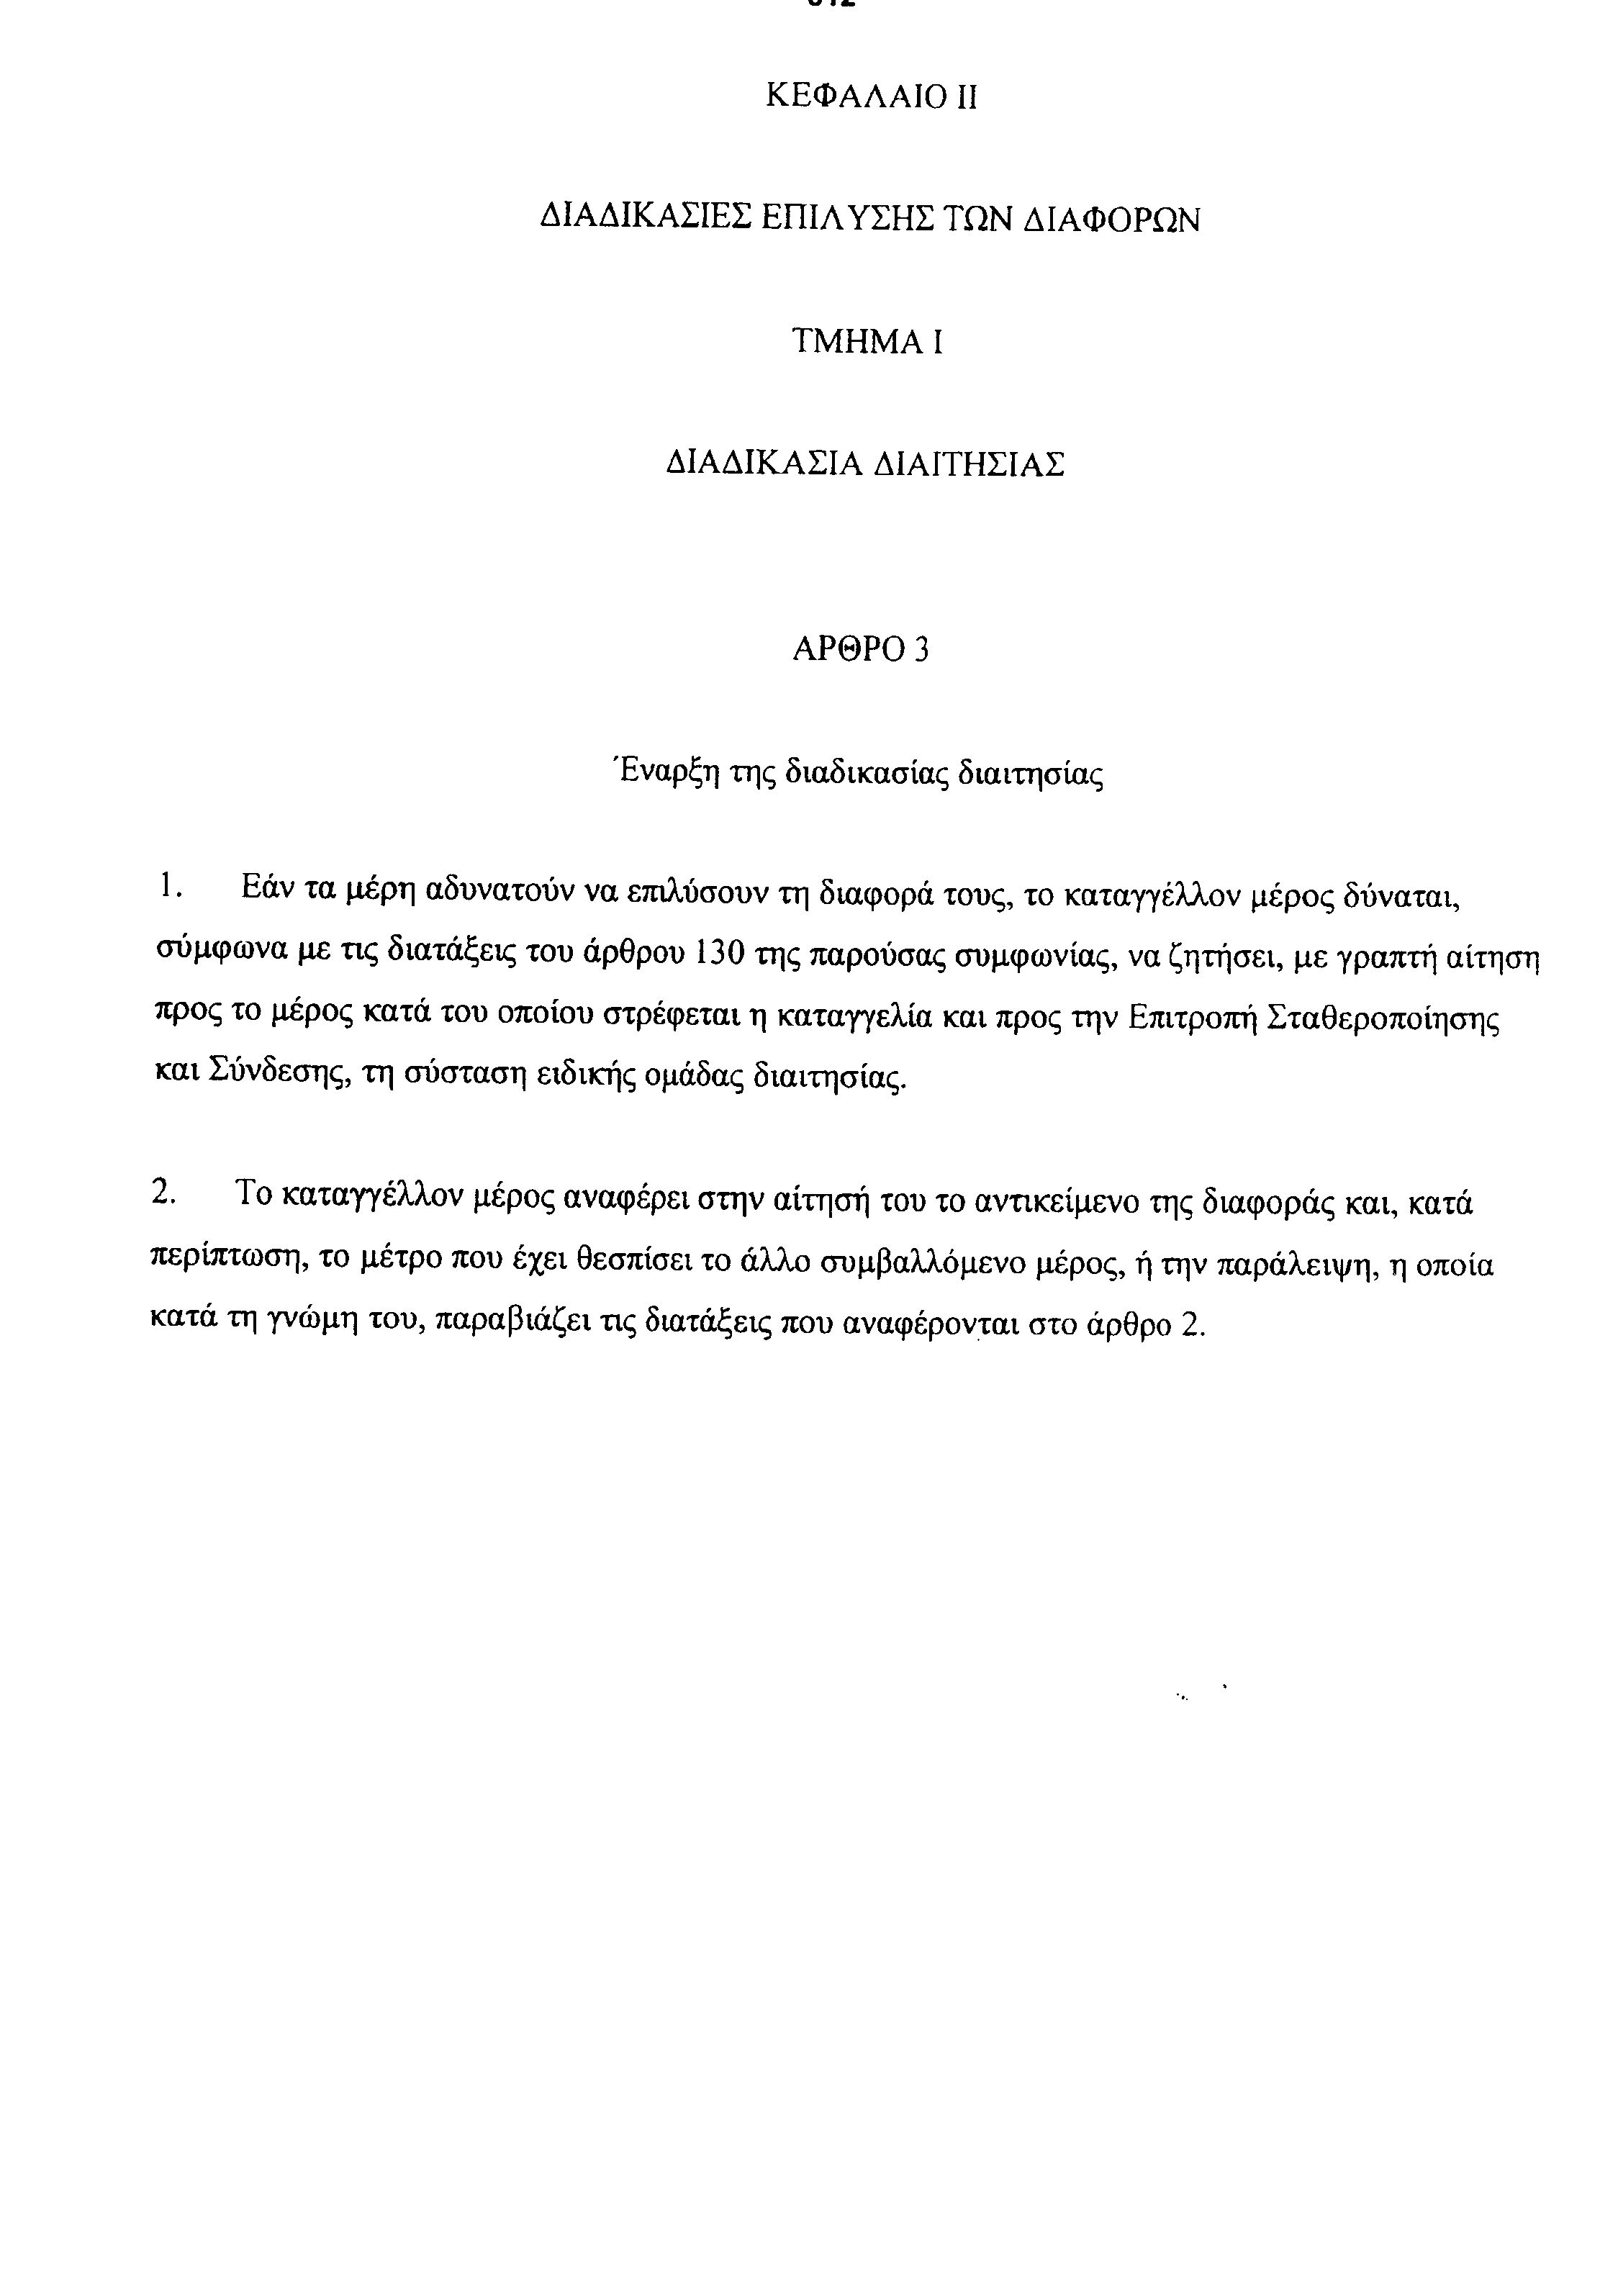 ΚΕΦΑΛΑΙΟ ΙΙ
ΔΙΑΔΙΚΑΣΙΕΣ ΕΠΙΛΥΣΗΣ ΤΩΝ ΔΙΑΦΟΡΩΝ
ΤΜΗΜΑ Ι
ΔΙΑΔΙΚΑΣΙΑ ΔΙΑΙΤΗΣΙΑΣ
ΑΡΘΡΟ 3
Έναρξη της διαδικασίας διαιτησίας
1. Εάν τα μέρη αδυνατούν να επιλύσουν τη διαφορά τους, το καταγγέλλον μέρος δύναται,
σύμφωνα με τις διατάξεις του άρθρου 130 της παρούσας συμφωνίας, να ζητήσει, με γραπτή αίτηση
προς το μέρος κατά του οποίου στρέφεται η καταγγελία και προς την Επιτροπή Σταθεροποίησης
και Σύνδεσης, τη σύσταση ειδικής ομάδας διαιτησίας.
2. Το καταγγέλλον μέρος αναφέρει στην αίτησή του το αντικείμενο της διαφοράς και, κατά
περίπτωση, το μέτρο που έχει θεσπίσει το άλλο συμβαλλόμενο μέρος, ή την παράλειψη, η οποία
κατά τη γνώμη του, παραβιάζει τις διατάξεις που αναφέρονται στο άρθρο 2.